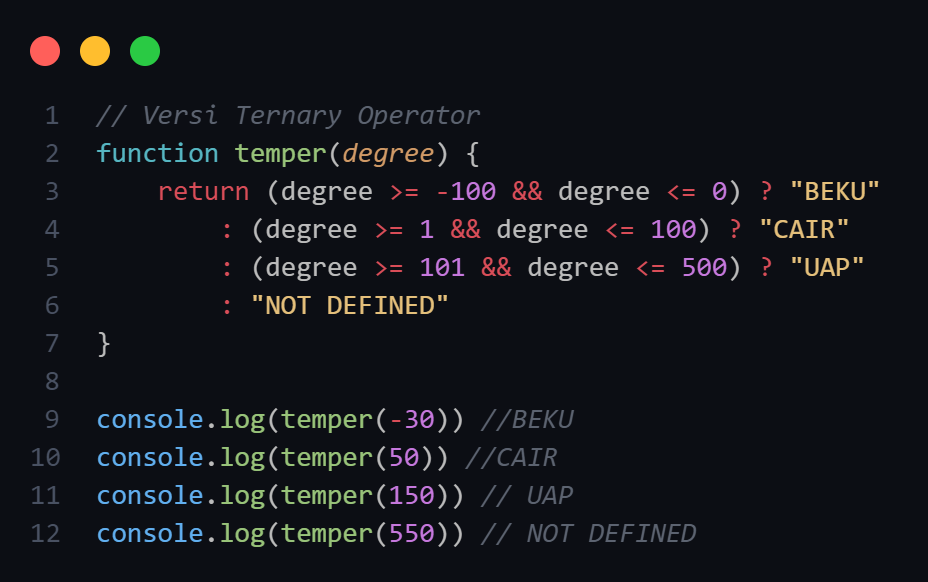 1 // Versi Ternary Operator
2 function temper(degree) {
3     return (degree >= -100 && degree <= 0) ? "BEKU"
4         : (degree >= 1 && degree <= 100) ? "CAIR"
5         : (degree >= 101 && degree <= 500) ? "UAP"
6         : "NOT DEFINED"
7 }
8
9 console.log(temper(-30)) //BEKU
10 console.log(temper(50)) //CAIR
11 console.log(temper(150)) // UAP
12 console.log(temper(550)) // NOT DEFINED